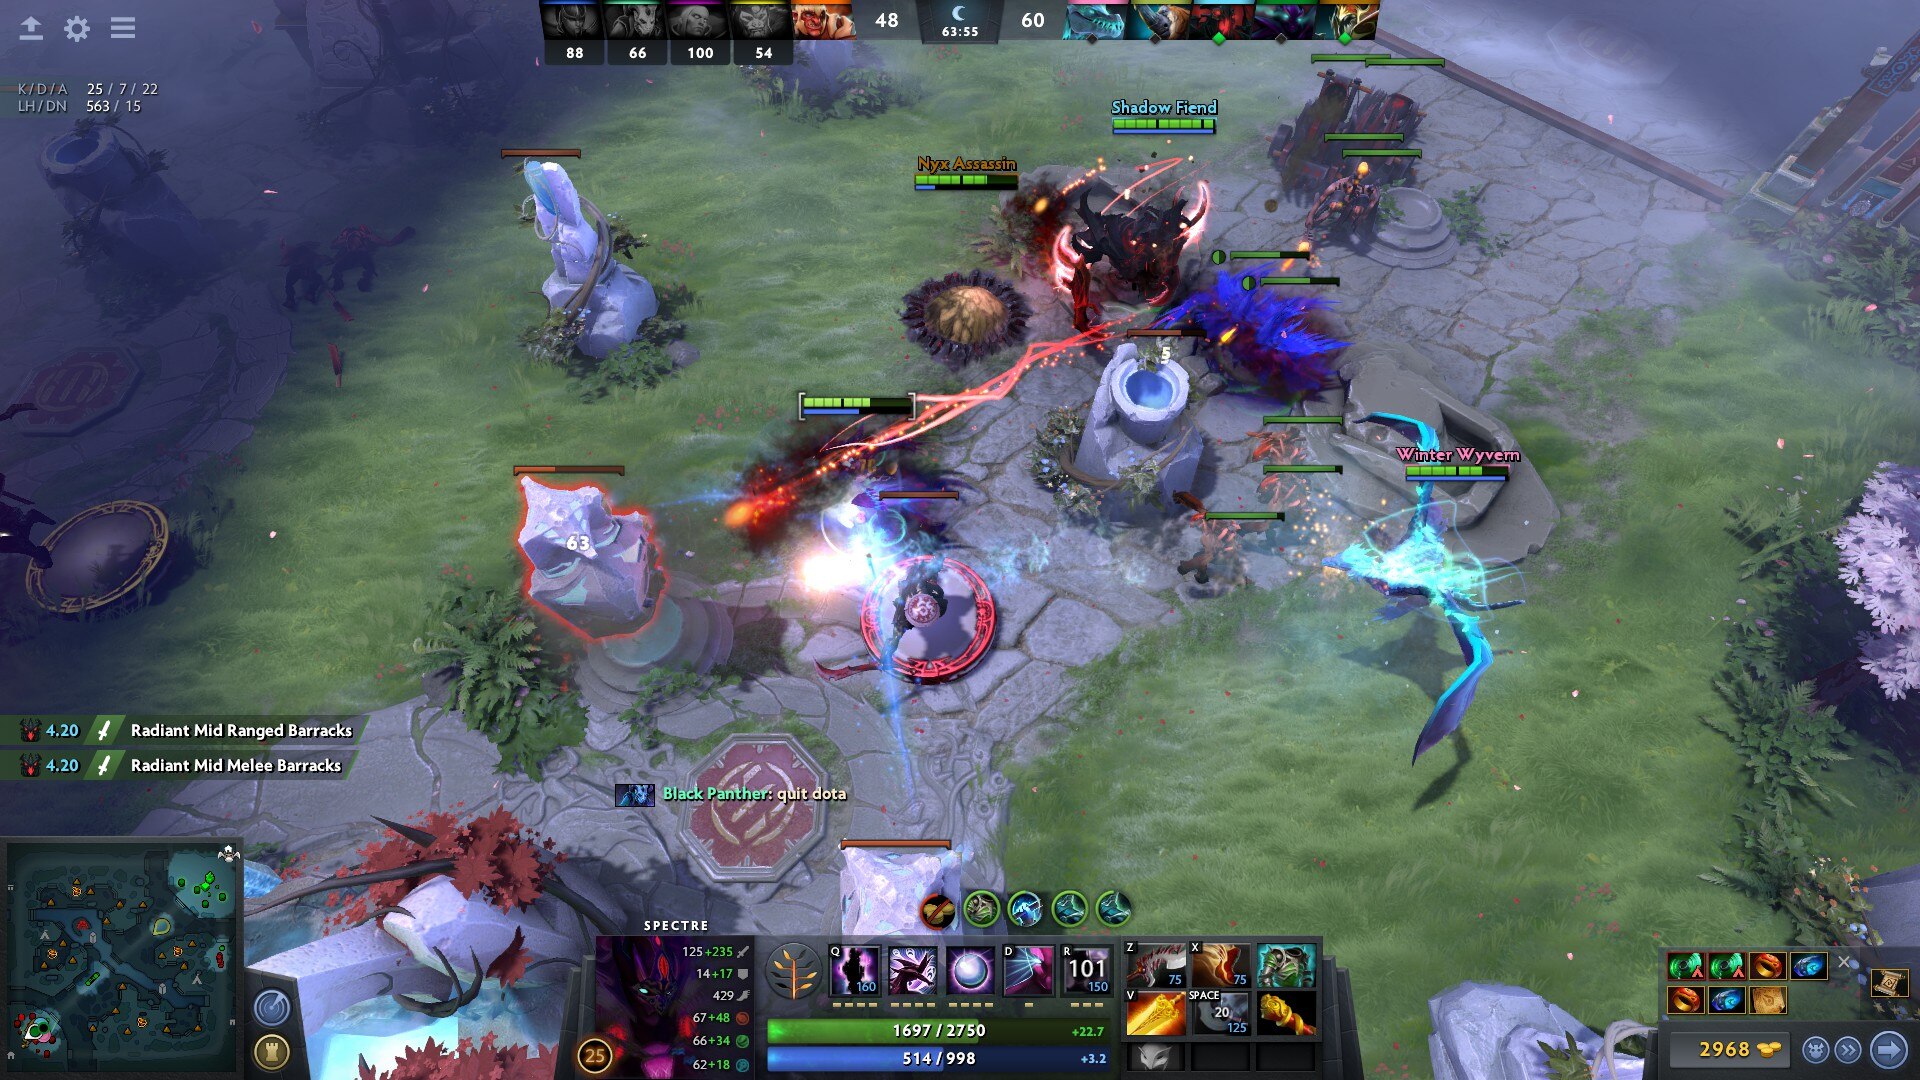 88
66
100
54
48
63:55
60
K / D / A 25 / 7 / 22
LH / DN 563 / 15
Shadow Fiend
Nyx Assassin
5
Winter Wyvern
63
4.20 Radiant Mid Ranged Barracks
4.20 Radiant Mid Melee Barracks
Black Panther: quit dota
SPECTRE
125+235
14+17
429
67+48
66+34
62+18
25
Q
160
D
R
101
150
1697 / 2750
+22.7
514 / 998
+3.2
Z
75
X
75
V
SPACE
20
125
2968